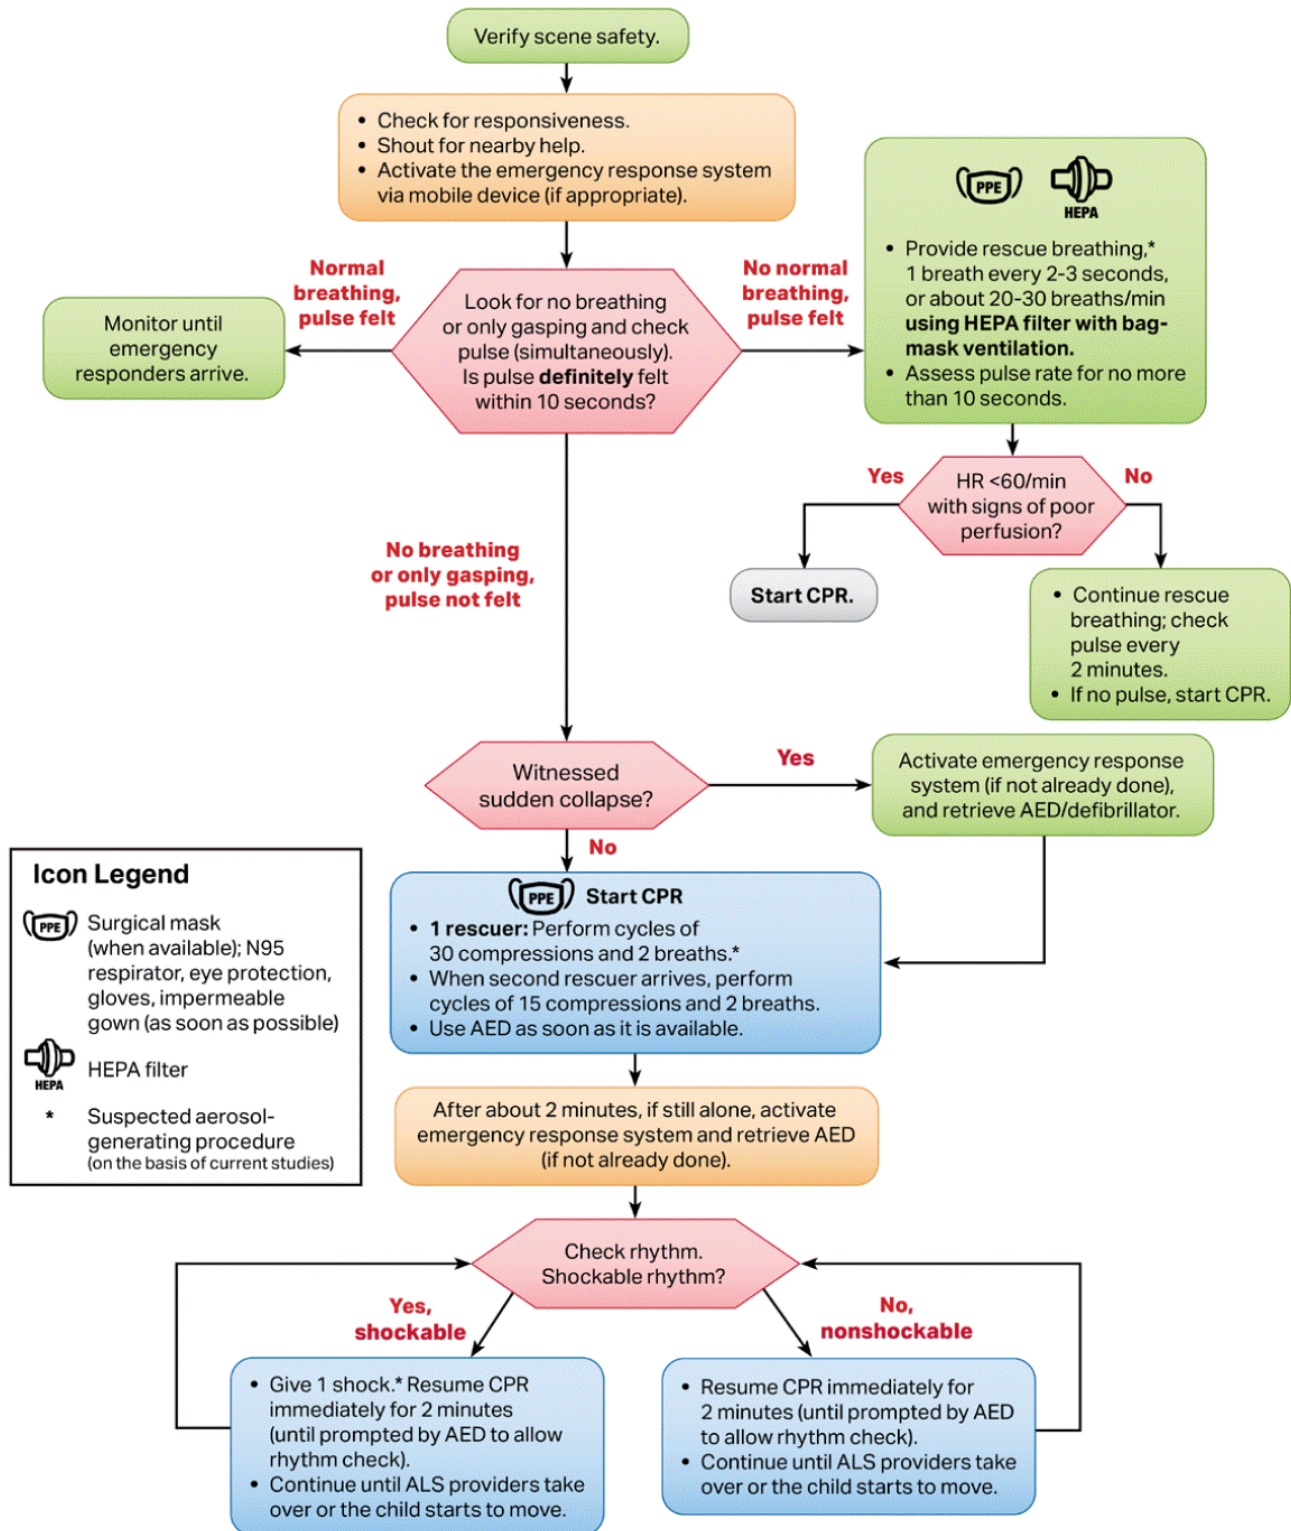 Verify scene safety.
• Check for responsiveness.
• Shout for nearby help.
• Activate the emergency response system
via mobile device (if appropriate).
PPE
HEPA
• Provide rescue breathing,*
1 breath every 2-3 seconds,
or about 20-30 breaths/min
using HEPA filter with bag-
mask ventilation.
• Assess pulse rate for no more
than 10 seconds.
Normal
breathing,
pulse felt
Look for no breathing
or only gasping and check
pulse (simultaneously).
Is pulse definitely felt
within 10 seconds?
No normal
breathing,
pulse felt
Monitor until
emergency
responders arrive.
Yes
HR <60/min
with signs of poor
perfusion?
No
Start CPR.
• Continue rescue
breathing; check
pulse every
2 minutes.
• If no pulse, start CPR.
No breathing
or only gasping,
pulse not felt
Witnessed
sudden collapse?
Yes
Activate emergency response
system (if not already done),
and retrieve AED/defibrillator.
No
PPE Start CPR
• 1 rescuer: Perform cycles of
30 compressions and 2 breaths.*
• When second rescuer arrives, perform
cycles of 15 compressions and 2 breaths.
• Use AED as soon as it is available.
Icon Legend
PPE
Surgical mask
(when available); N95
respirator, eye protection,
gloves, impermeable
gown (as soon as possible)
HEPA
HEPA filter
* Suspected aerosol-
generating procedure
(on the basis of current studies)
After about 2 minutes, if still alone, activate
emergency response system and retrieve AED
(if not already done).
Check rhythm.
Shockable rhythm?
Yes,
shockable
No,
nonshockable
• Give 1 shock.* Resume CPR
immediately for 2 minutes
(until prompted by AED to allow
rhythm check).
• Continue until ALS providers take
over or the child starts to move.
• Resume CPR immediately for
2 minutes (until prompted by AED
to allow rhythm check).
• Continue until ALS providers take
over or the child starts to move.